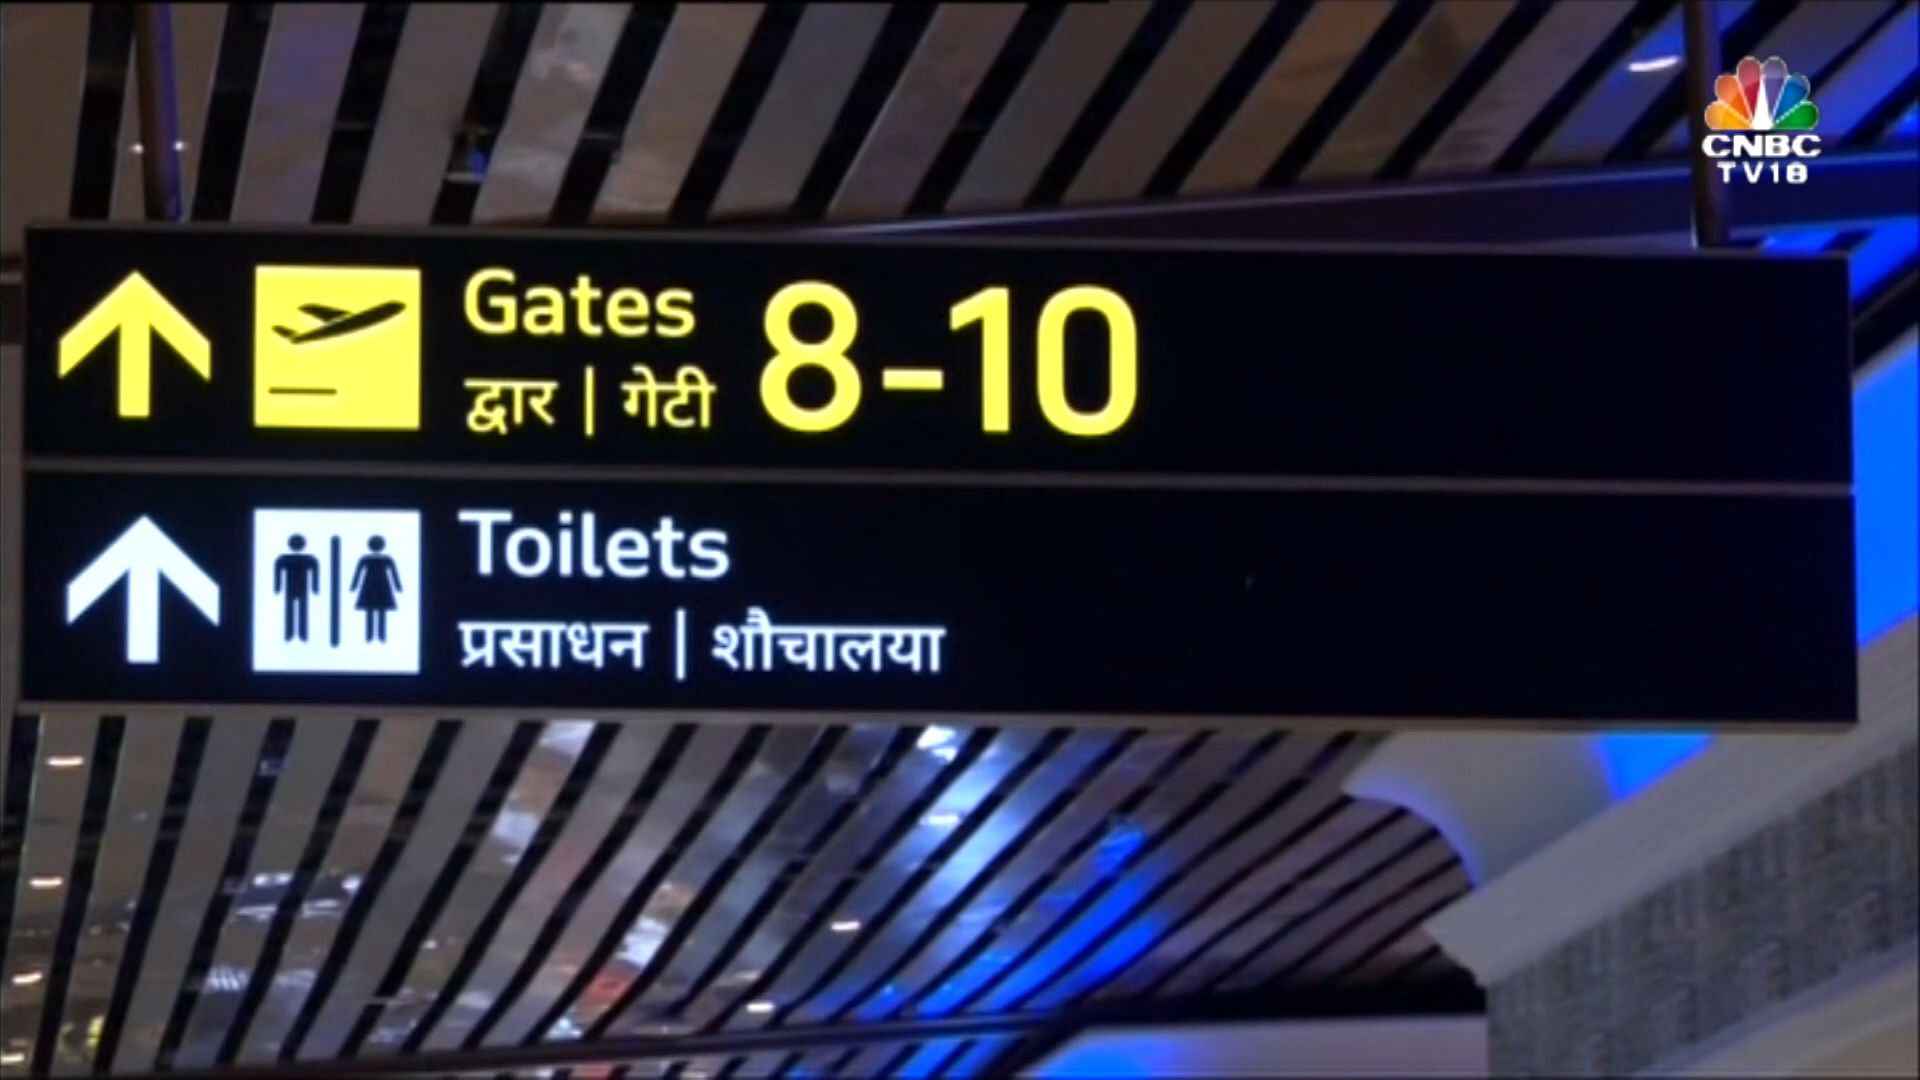 CNBC
TV18
Gates 8-10
द्वार | गेटी
Toilets
प्रसाधन | शौचालया